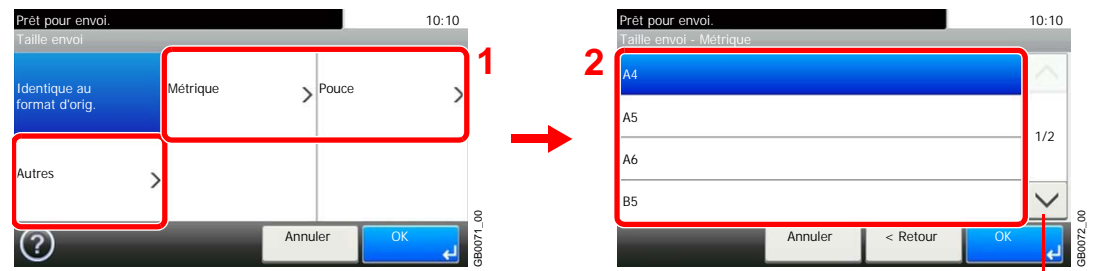 Prêt pour envoi.
10:10
Taille envoi
Identique au
format d'orig.
Métrique
Pouce
1
Autres
?
Annuler
OK
GB0071_00
Prêt pour envoi.
10:10
Taille envoi - Métrique
2
A4
A5
A6
B5
1/2
Annuler
< Retour
OK
GB0072_00